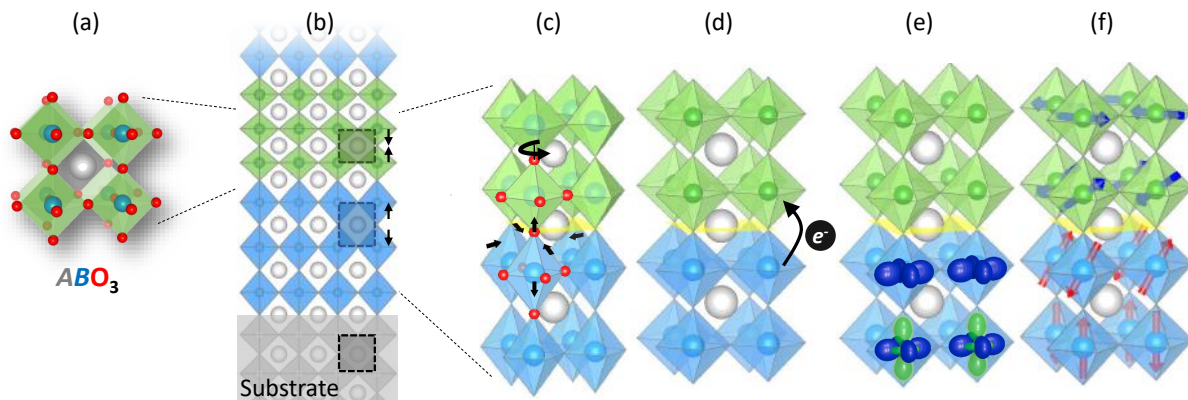 (a)
(b)
(c)
(d)
(e)
(f)
ABO₃
Substrate
e⁻